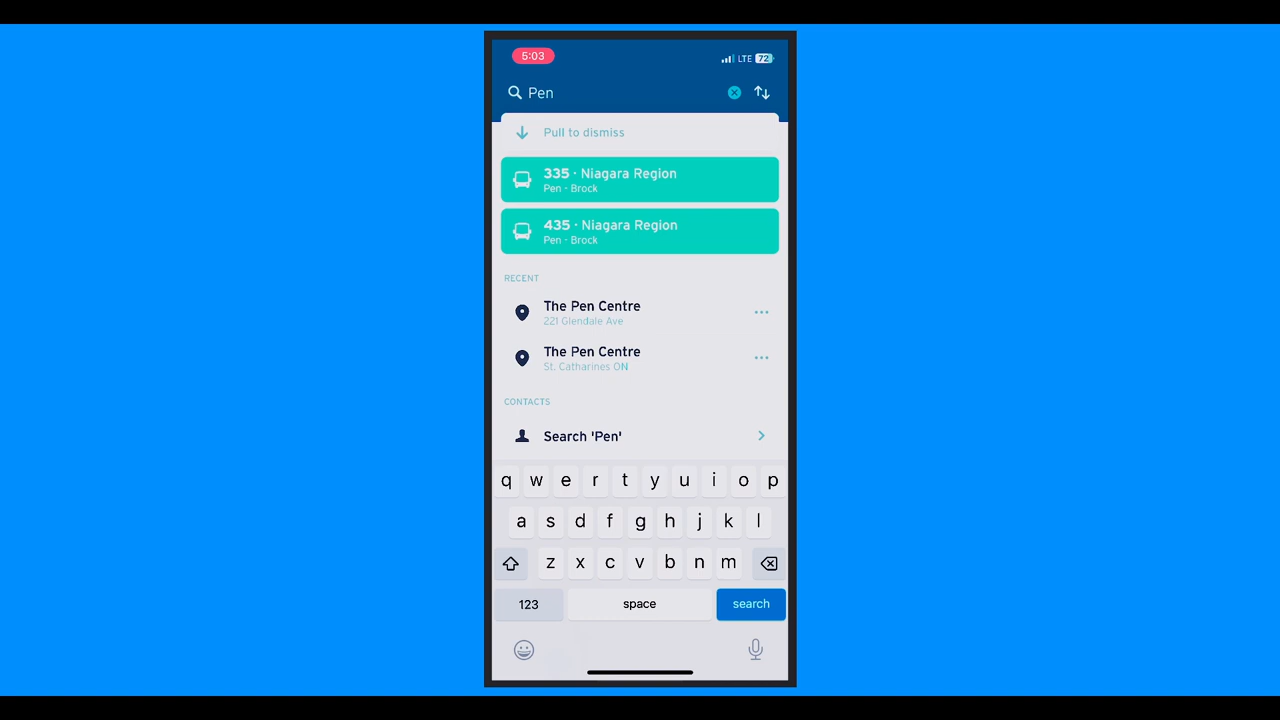 5:03
LTE 72
Pen
Pull to dismiss
335 · Niagara Region
Pen - Brock
435 · Niagara Region
Pen - Brock
RECENT
The Pen Centre
221 Glendale Ave
The Pen Centre
St. Catharines ON
CONTACTS
Search 'Pen'
q w e r t y u i o p
a s d f g h j k l
z x c v b n m
123 space search